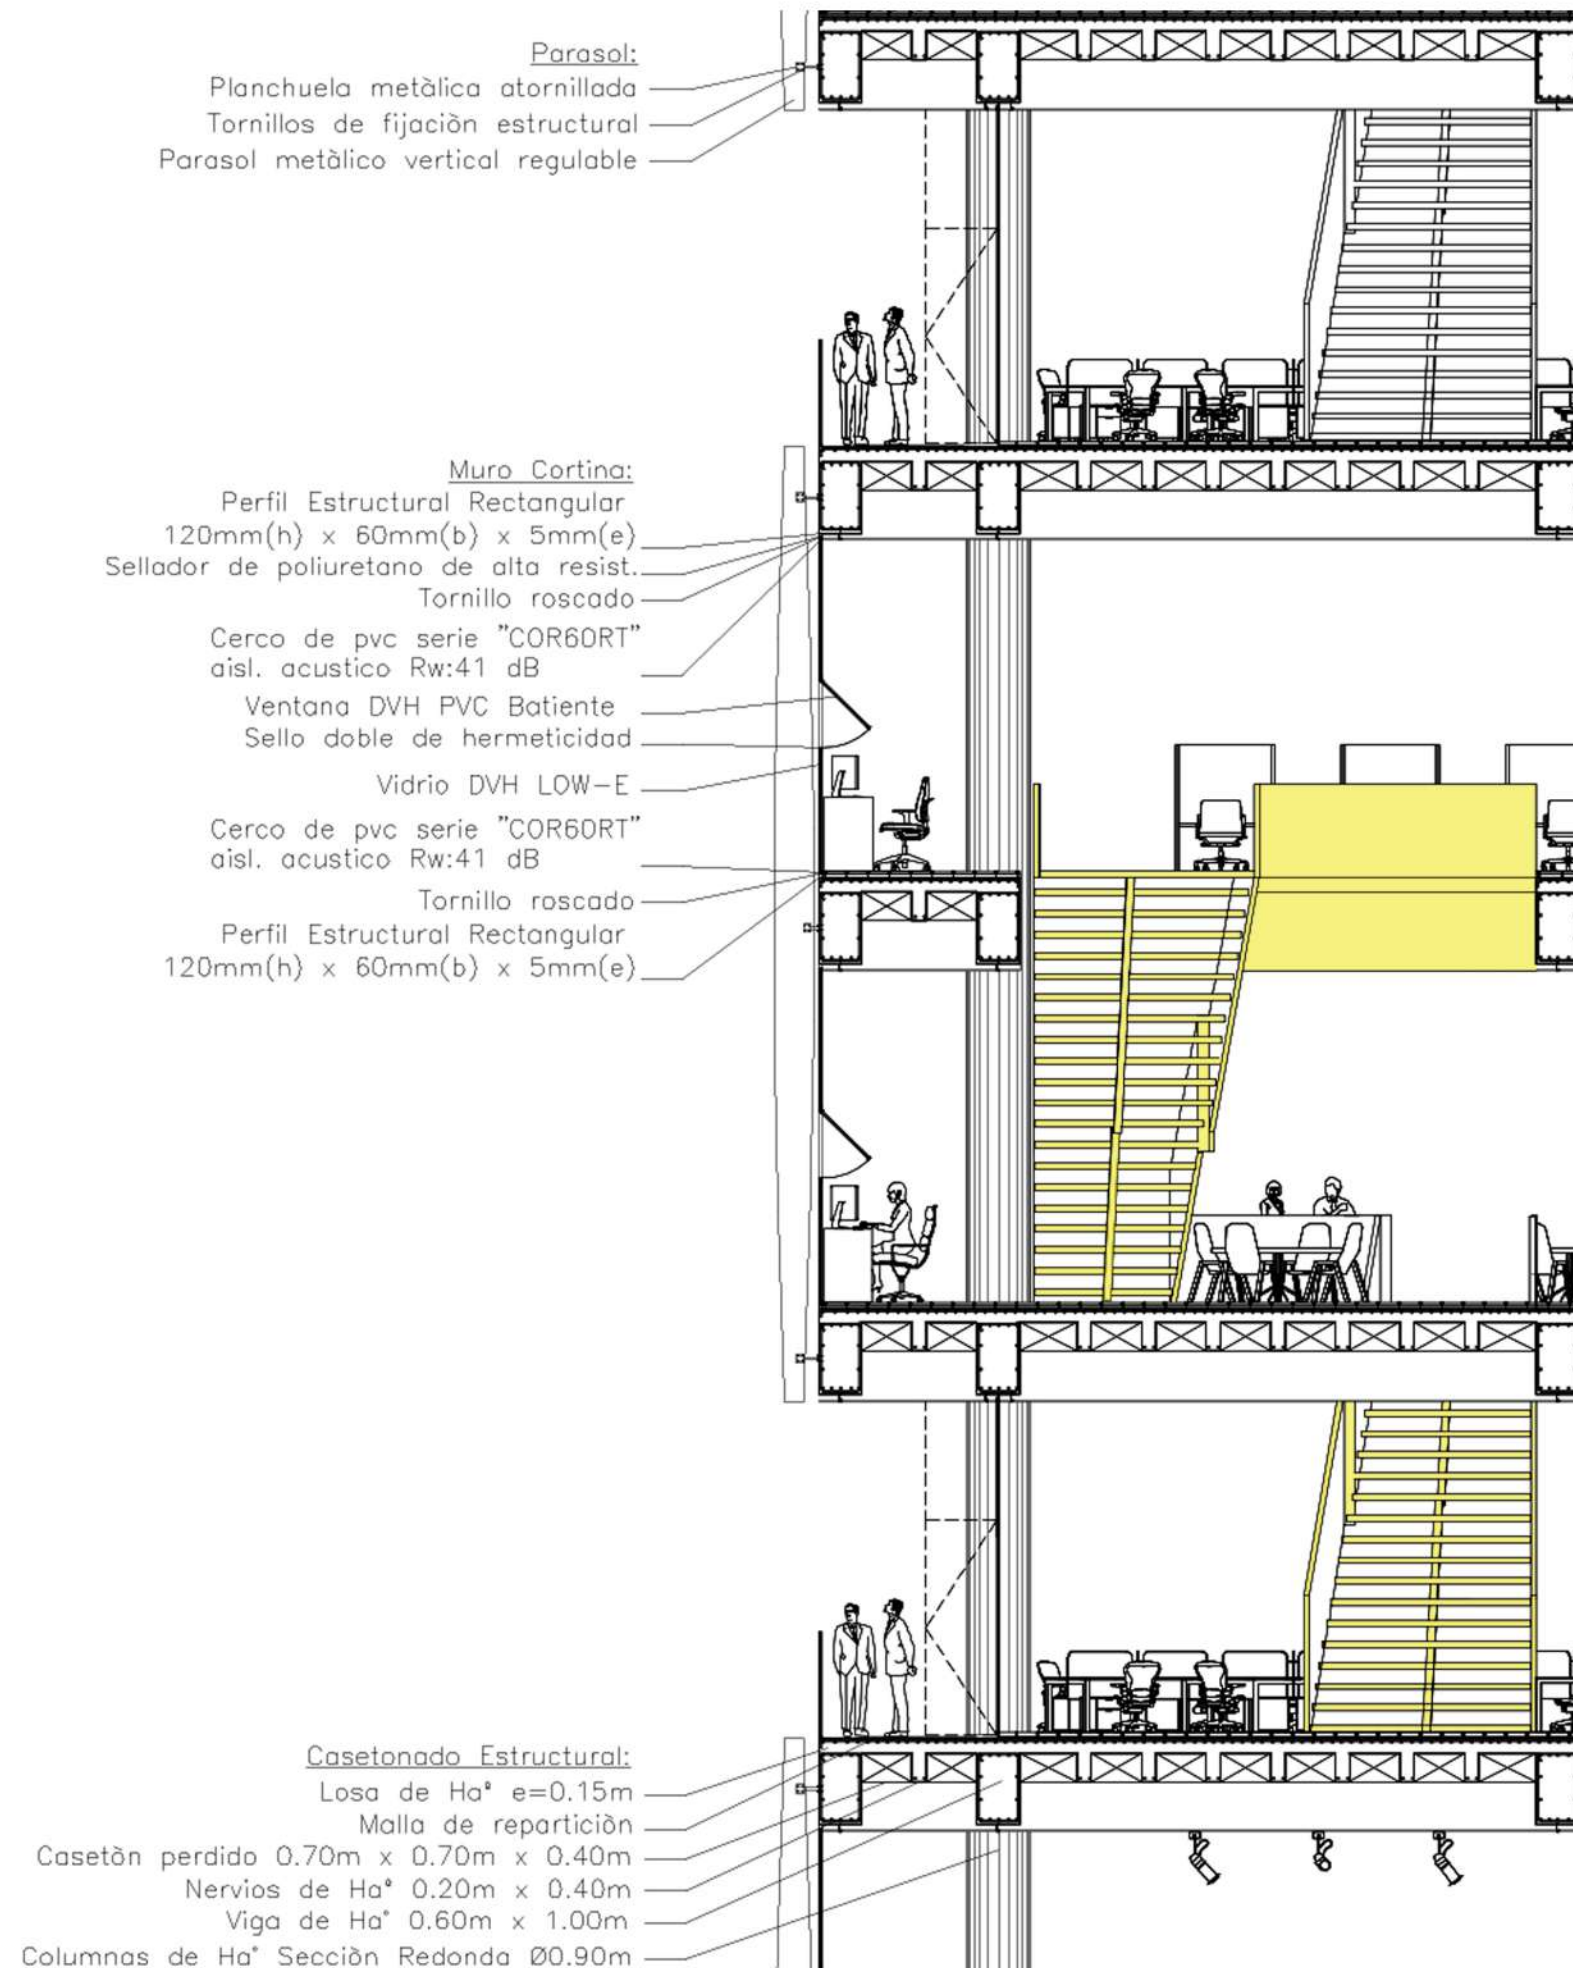 Parasol:
Planchuela metàlica atornillada
Tornillos de fijaciòn estructural
Parasol metàlico vertical regulable
Muro Cortina:
Perfil Estructural Rectangular
120mm(h) x 60mm(b) x 5mm(e)
Sellador de poliuretano de alta resist.
Tornillo roscado
Cerco de pvc serie "COR60RT"
aisl. acustico Rw:41 dB
Ventana DVH PVC Batiente
Sello doble de hermeticidad
Vidrio DVH LOW-E
Cerco de pvc serie "COR60RT"
aisl. acustico Rw:41 dB
Tornillo roscado
Perfil Estructural Rectangular
120mm(h) x 60mm(b) x 5mm(e)
Casetonado Estructural:
Losa de Haº e=0.15m
Malla de reparticiòn
Casetòn perdido 0.70m x 0.70m x 0.40m
Nervios de Ha° 0.20m x 0.40m
Viga de Ha° 0.60m x 1.00m
Columnas de Ha° Secciòn Redonda Ø0.90m